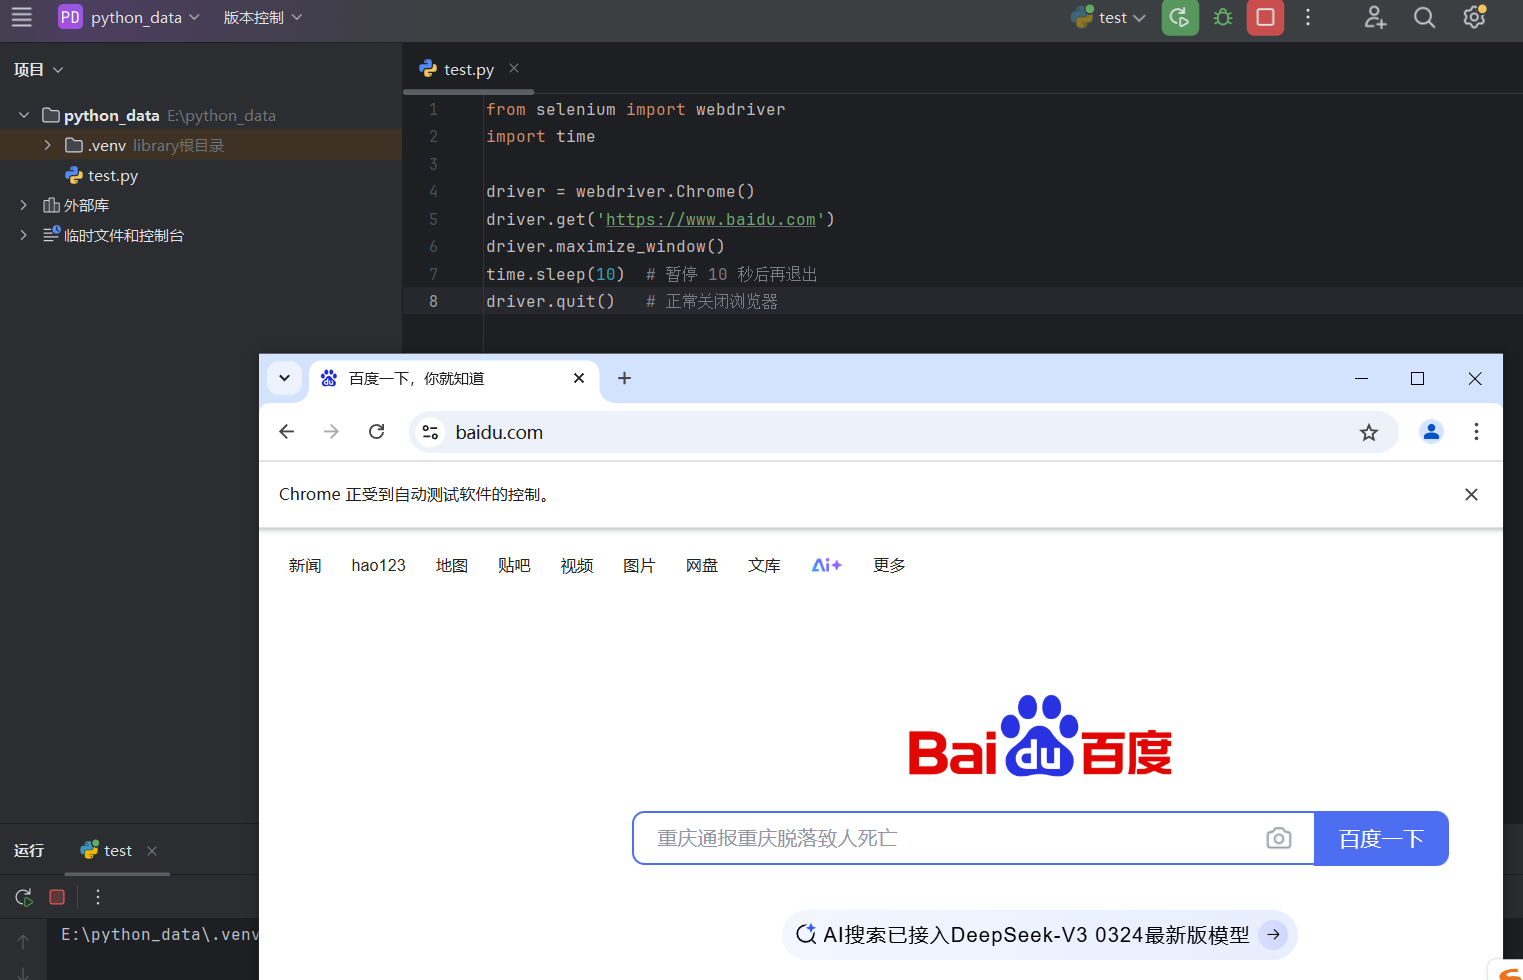 PD python_data 版本控制 test
项目
test.py
python_data E:\python_data
.venv library根目录
test.py
外部库
临时文件和控制台
1 from selenium import webdriver
2 import time
3
4 driver = webdriver.Chrome()
5 driver.get('https://www.baidu.com')
6 driver.maximize_window()
7 time.sleep(10) # 暂停 10 秒后再退出
8 driver.quit() # 正常关闭浏览器
百度一下，你就知道
baidu.com
Chrome 正受到自动测试软件的控制。
新闻 hao123 地图 贴吧 视频 图片 网盘 文库 Ai+ 更多
Bai du 百度
重庆通报重庆脱落致人死亡 百度一下
AI搜索已接入DeepSeek-V3 0324最新版模型
运行 test
E:\python_data\.venv